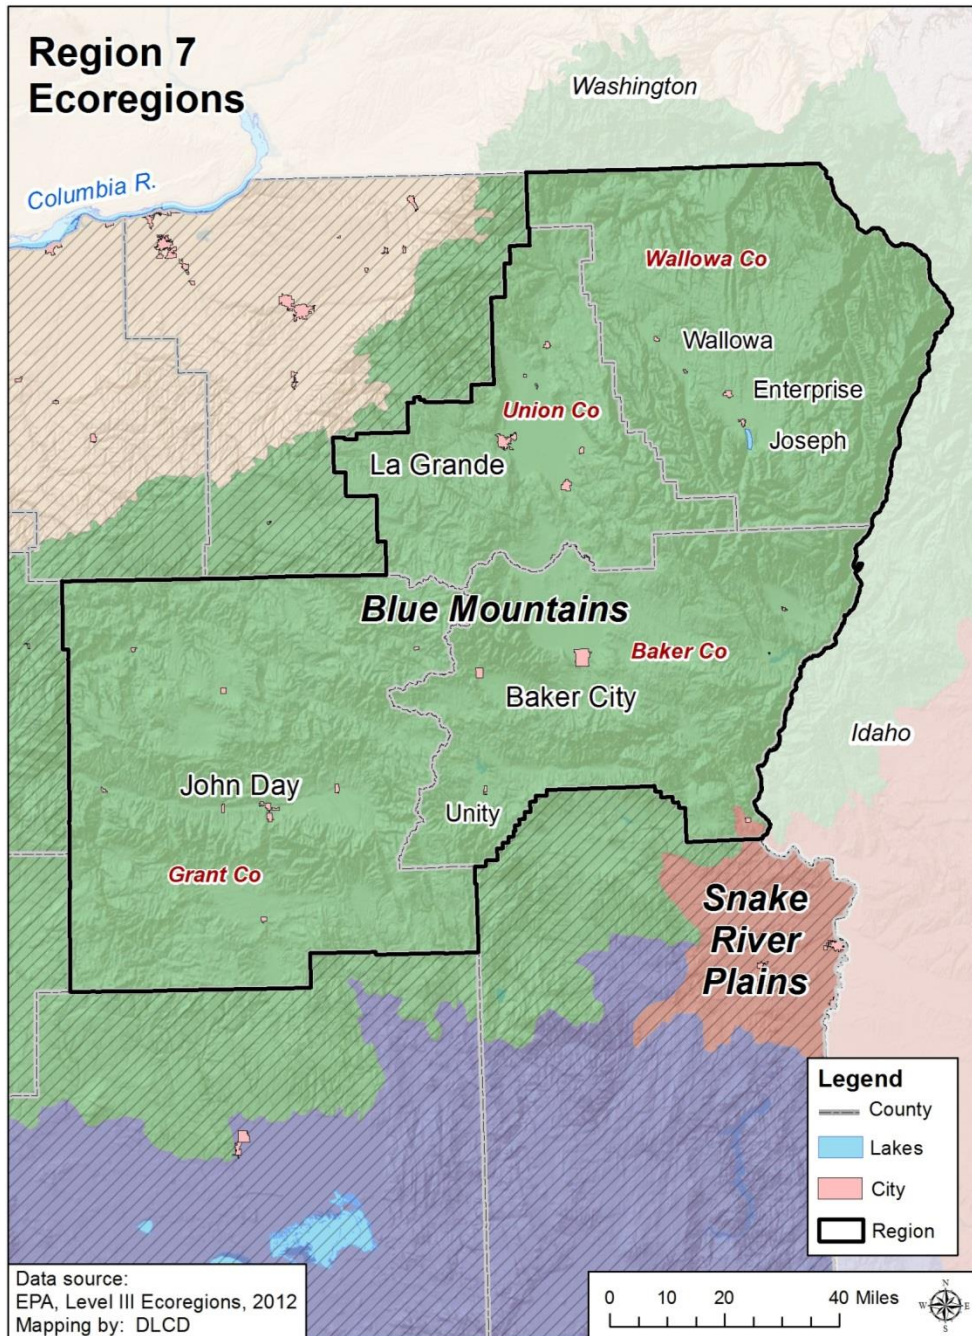 Region 7
Ecoregions
Washington
Columbia R.
Wallowa Co
Wallowa
Enterprise
Union Co
Joseph
La Grande
Blue Mountains
Baker Co
Baker City
Idaho
John Day
Unity
Grant Co
Snake
River
Plains
Legend
County
Lakes
City
Region
Data source:
EPA, Level III Ecoregions, 2012
Mapping by: DLCD
0 10 20 40 Miles
N
W E
S